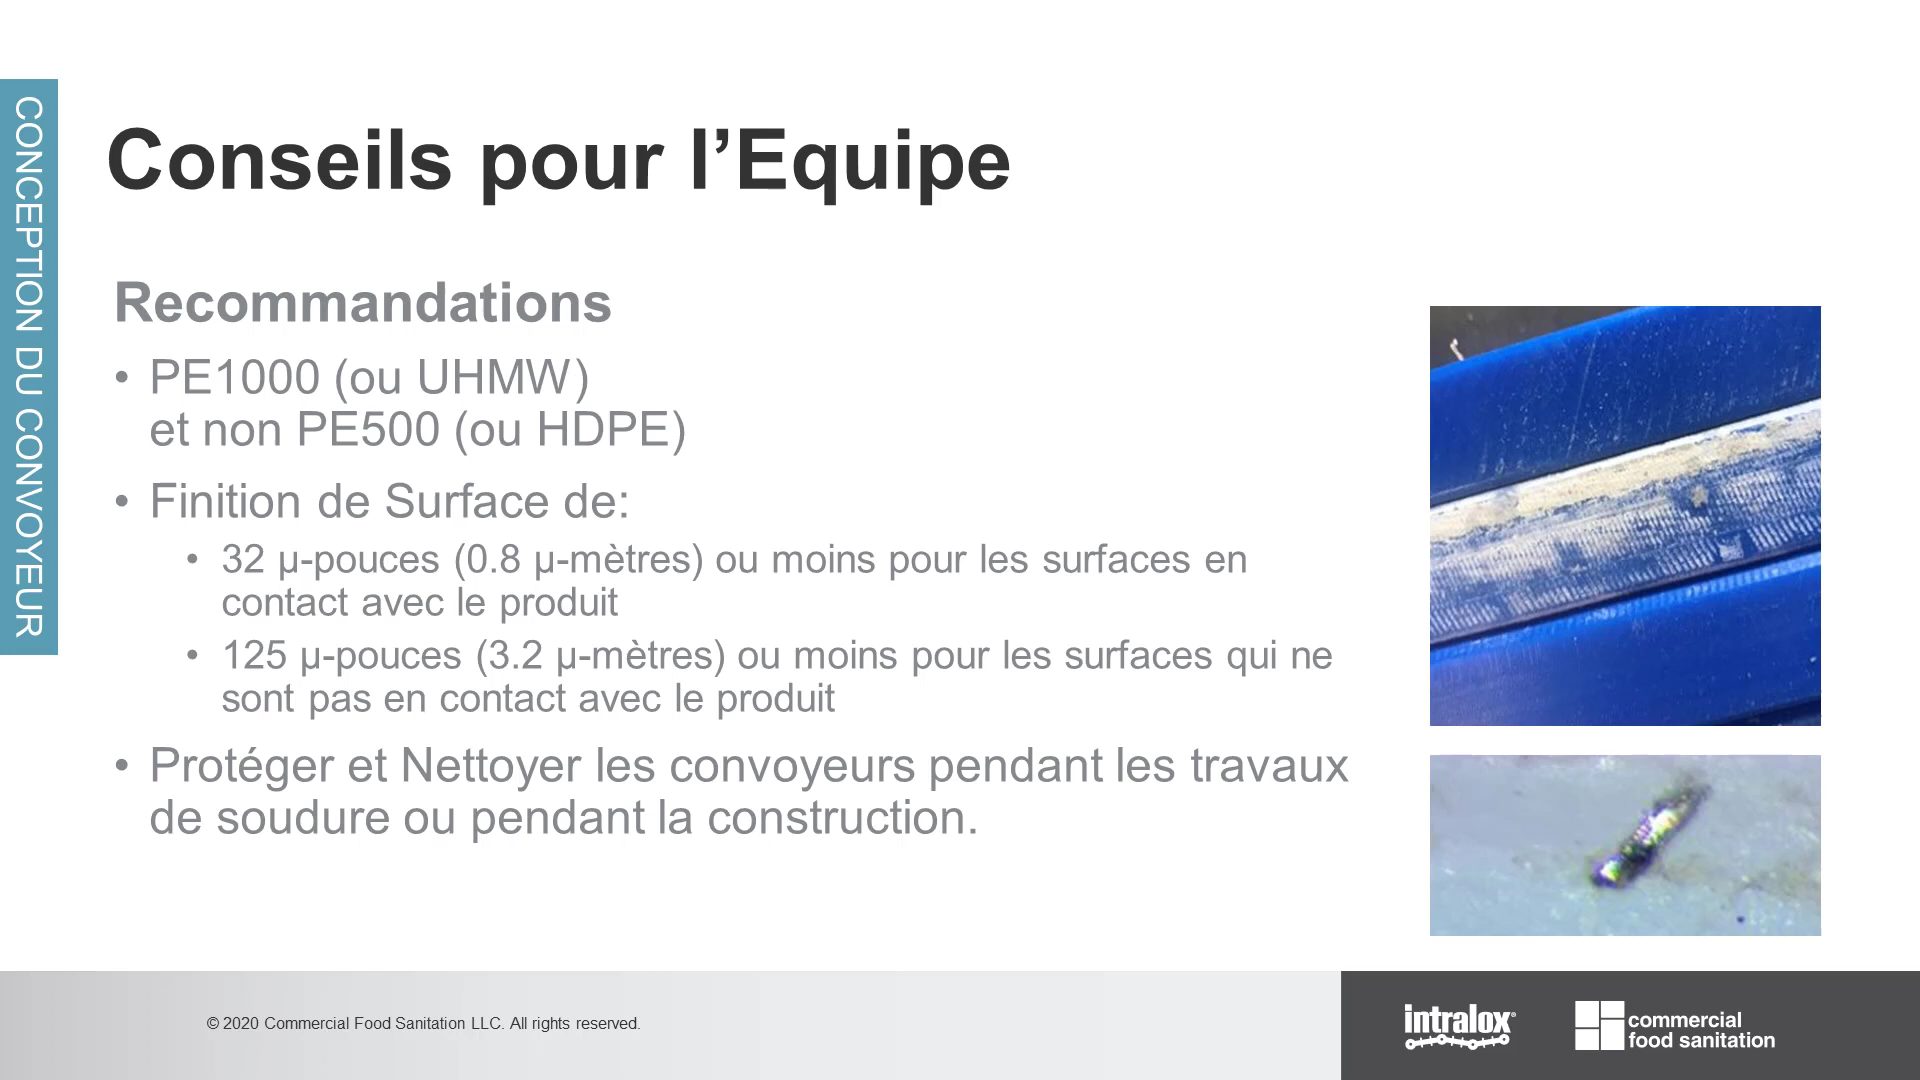 CONCEPTION DU CONVOYEUR
Conseils pour l’Equipe
Recommandations
• PE1000 (ou UHMW)
et non PE500 (ou HDPE)
• Finition de Surface de:
• 32 μ-pouces (0.8 μ-mètres) ou moins pour les surfaces en
contact avec le produit
• 125 μ-pouces (3.2 μ-mètres) ou moins pour les surfaces qui ne
sont pas en contact avec le produit
• Protéger et Nettoyer les convoyeurs pendant les travaux
de soudure ou pendant la construction.
© 2020 Commercial Food Sanitation LLC. All rights reserved.
intralox®
commercial
food sanitation